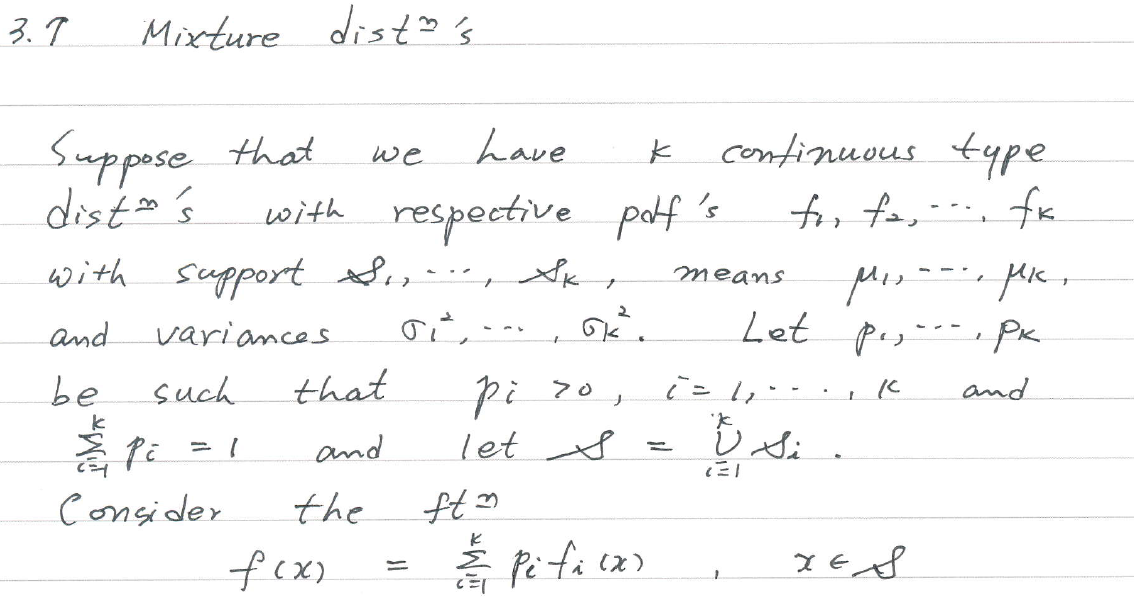 3.7 Mixture distⁿ's
Suppose that we have k continuous type
distⁿ's with respective pdf's f₁, f₂, ···, fₖ
with support 𝒮₁, ···, 𝒮ₖ, means μ₁, ···, μₖ,
and variances σ₁², ···, σₖ². Let p₁, ···, pₖ
be such that pᵢ >0, i = 1, ···, k and
∑ᵢ₌₁ᵏ pᵢ = 1 and let 𝒮 = ∪ᵢ₌₁ᵏ 𝒮ᵢ.
Consider the ftⁿ
f(x) = ∑ᵢ₌₁ᵏ pᵢfᵢ(x), x ∈ 𝒮